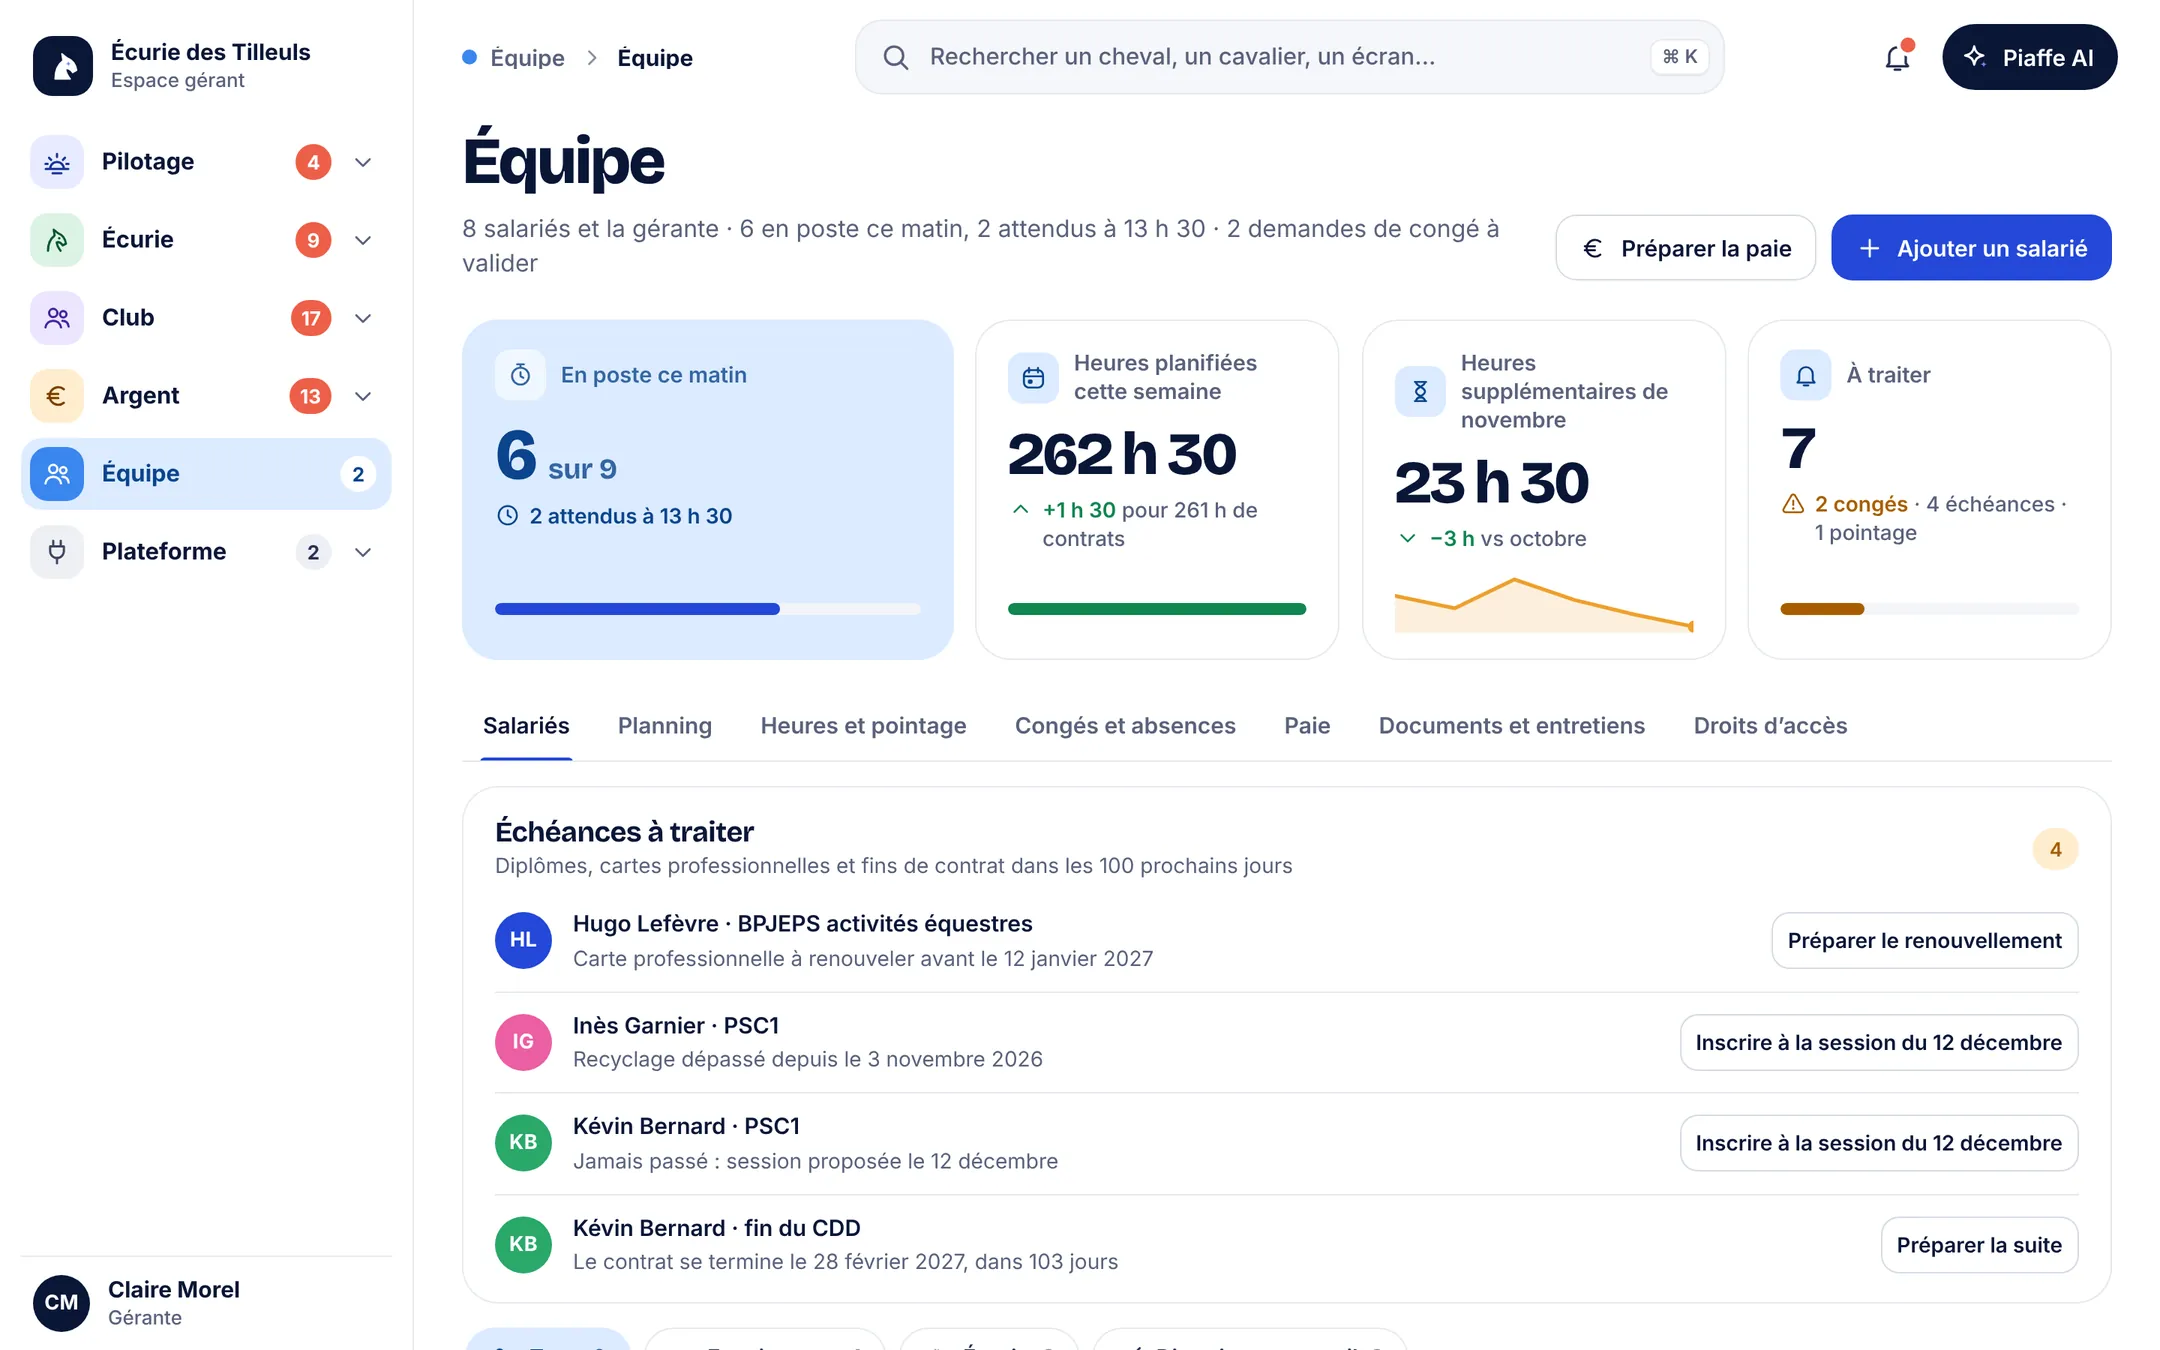 Écurie des Tilleuls
Espace gérant
Pilotage
4
Écurie
9
Club
17
Argent
13
Équipe
2
Plateforme
2
Claire Morel
Gérante
CM
Équipe
Équipe
Rechercher un cheval, un cavalier, un écran...
⌘ K
Piaffe AI
Équipe
8 salariés et la gérante · 6 en poste ce matin, 2 attendus à 13 h 30 · 2 demandes de congé à
valider
€ Préparer la paie
+ Ajouter un salarié
En poste ce matin
6 sur 9
2 attendus à 13 h 30
Heures planifiées
cette semaine
262 h 30
+1 h 30 pour 261 h de
contrats
Heures
supplémentaires de
novembre
23 h 30
−3 h vs octobre
À traiter
7
2 congés · 4 échéances ·
1 pointage
Salariés
Planning
Heures et pointage
Congés et absences
Paie
Documents et entretiens
Droits d’accès
Échéances à traiter
Diplômes, cartes professionnelles et fins de contrat dans les 100 prochains jours
4
HL
Hugo Lefèvre · BPJEPS activités équestres
Carte professionnelle à renouveler avant le 12 janvier 2027
Préparer le renouvellement
IG
Inès Garnier · PSC1
Recyclage dépassé depuis le 3 novembre 2026
Inscrire à la session du 12 décembre
KB
Kévin Bernard · PSC1
Jamais passé : session proposée le 12 décembre
Inscrire à la session du 12 décembre
KB
Kévin Bernard · fin du CDD
Le contrat se termine le 28 février 2027, dans 103 jours
Préparer la suite